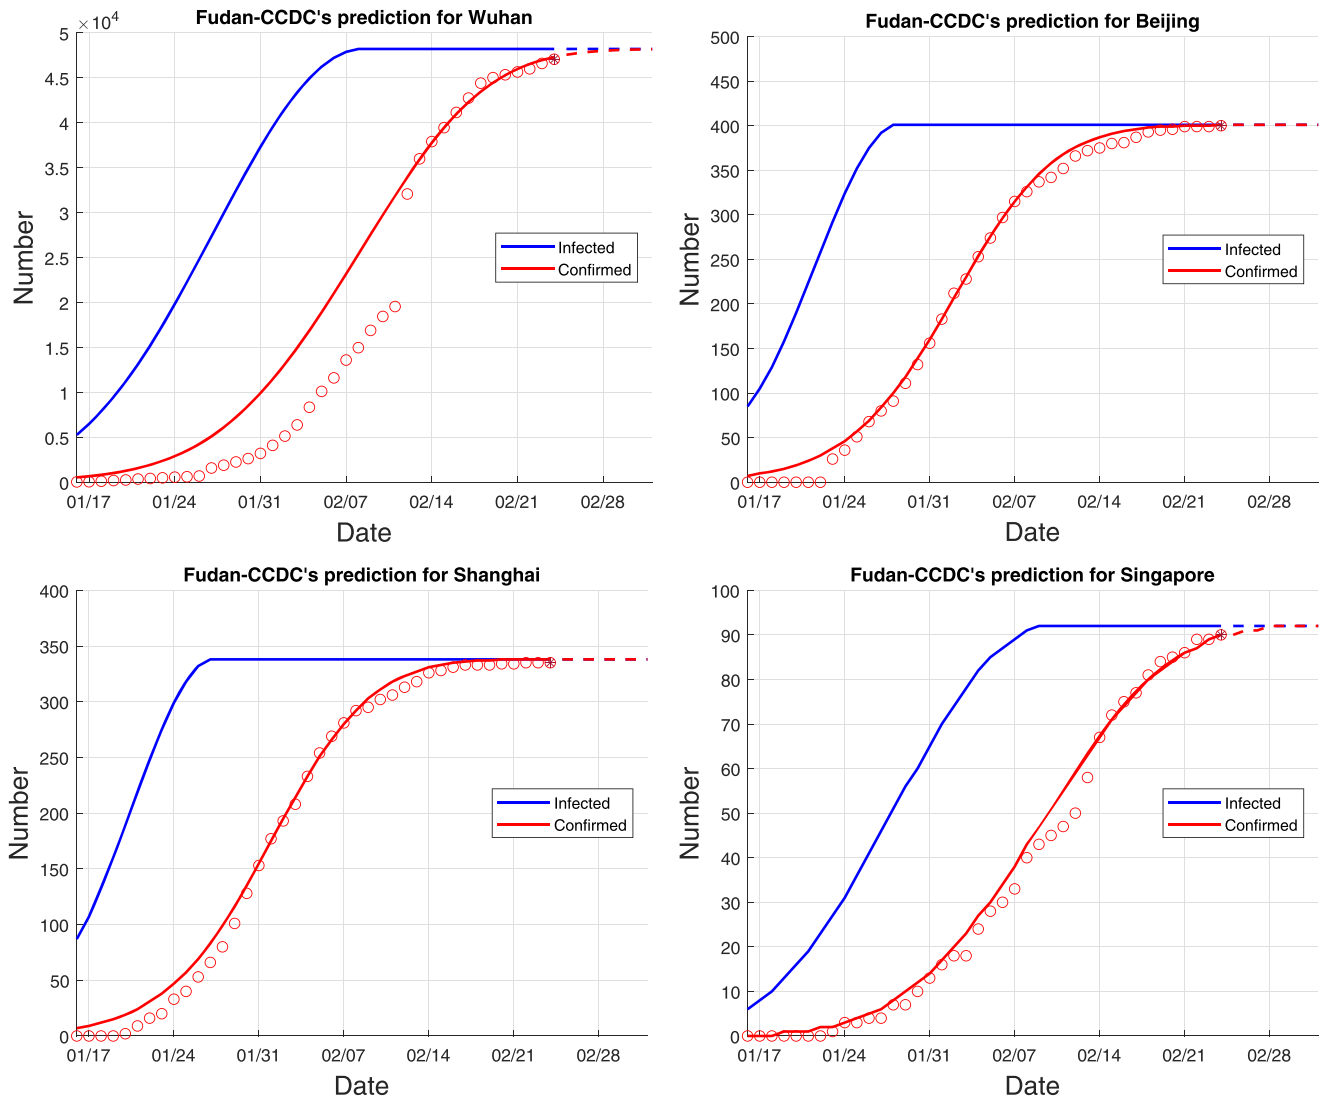 Fudan-CCDC's prediction for Wuhan
×10⁴
5
4.5
4
3.5
3
2.5
2
1.5
1
0.5
0
Number
Infected
Confirmed
01/17 01/24 01/31 02/07 02/14 02/21 02/28
Date
Fudan-CCDC's prediction for Beijing
500
450
400
350
300
250
200
150
100
50
0
Number
Infected
Confirmed
01/17 01/24 01/31 02/07 02/14 02/21 02/28
Date
Fudan-CCDC's prediction for Shanghai
400
350
300
250
200
150
100
50
0
Number
Infected
Confirmed
01/17 01/24 01/31 02/07 02/14 02/21 02/28
Date
Fudan-CCDC's prediction for Singapore
100
90
80
70
60
50
40
30
20
10
0
Number
Infected
Confirmed
01/17 01/24 01/31 02/07 02/14 02/21 02/28
Date